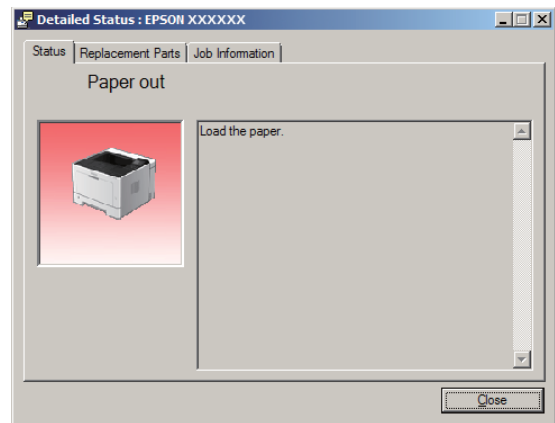 Detailed Status : EPSON XXXXXX
Status Replacement Parts Job Information
Paper out
Load the paper.
Close